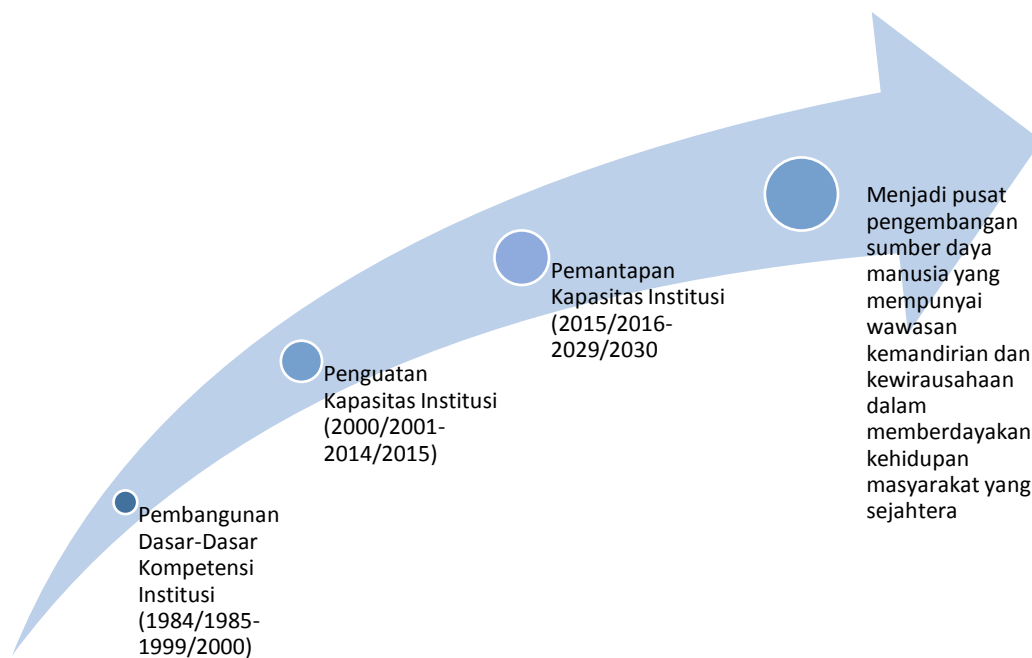 Pembangunan
Dasar-Dasar
Kompetensi
Institusi
(1984/1985-
1999/2000)
Penguatan
Kapasitas Institusi
(2000/2001-
2014/2015)
Pemantapan
Kapasitas Institusi
(2015/2016-
2029/2030
Menjadi pusat
pengembangan
sumber daya
manusia yang
mempunyai
wawasan
kemandirian dan
kewirausahaan
dalam
memberdayakan
kehidupan
masyarakat yang
sejahtera